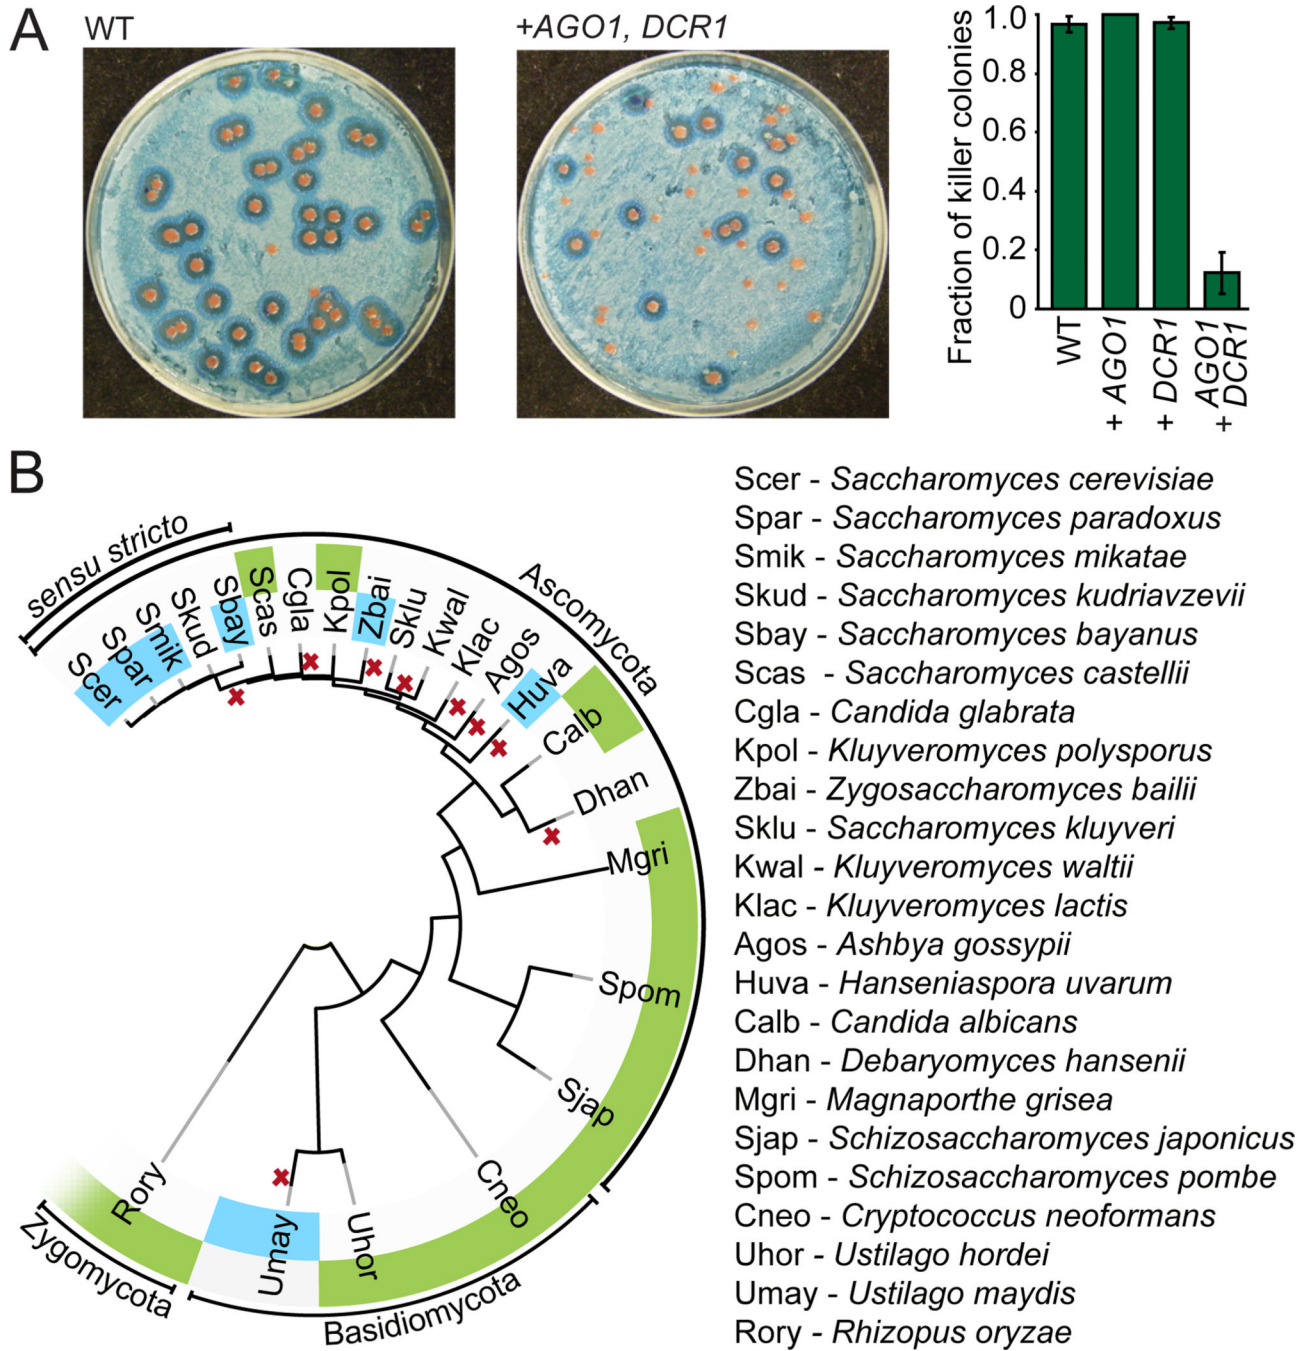 A
WT
+AGO1, DCR1
Fraction of killer colonies
1.0
0.8
0.6
0.4
0.2
0
WT
+ AGO1
+ DCR1
AGO1
+ DCR1
B
sensu stricto
Ascomycota
Basidiomycota
Zygomycota
Scer
Spar
Smik
Skud
Sbay
Scas
Cgla
Kpol
Zbai
Sklu
Kwal
Klac
Agos
Huva
Calb
Dhan
Mgri
Spom
Sjap
Cneo
Uhor
Umay
Rory
Scer - Saccharomyces cerevisiae
Spar - Saccharomyces paradoxus
Smik - Saccharomyces mikatae
Skud - Saccharomyces kudriavzevii
Sbay - Saccharomyces bayanus
Scas - Saccharomyces castellii
Cgla - Candida glabrata
Kpol - Kluyveromyces polysporus
Zbai - Zygosaccharomyces bailii
Sklu - Saccharomyces kluyveri
Kwal - Kluyveromyces waltii
Klac - Kluyveromyces lactis
Agos - Ashbya gossypii
Huva - Hanseniaspora uvarum
Calb - Candida albicans
Dhan - Debaryomyces hansenii
Mgri - Magnaporthe grisea
Sjap - Schizosaccharomyces japonicus
Spom - Schizosaccharomyces pombe
Cneo - Cryptococcus neoformans
Uhor - Ustilago hordei
Umay - Ustilago maydis
Rory - Rhizopus oryzae